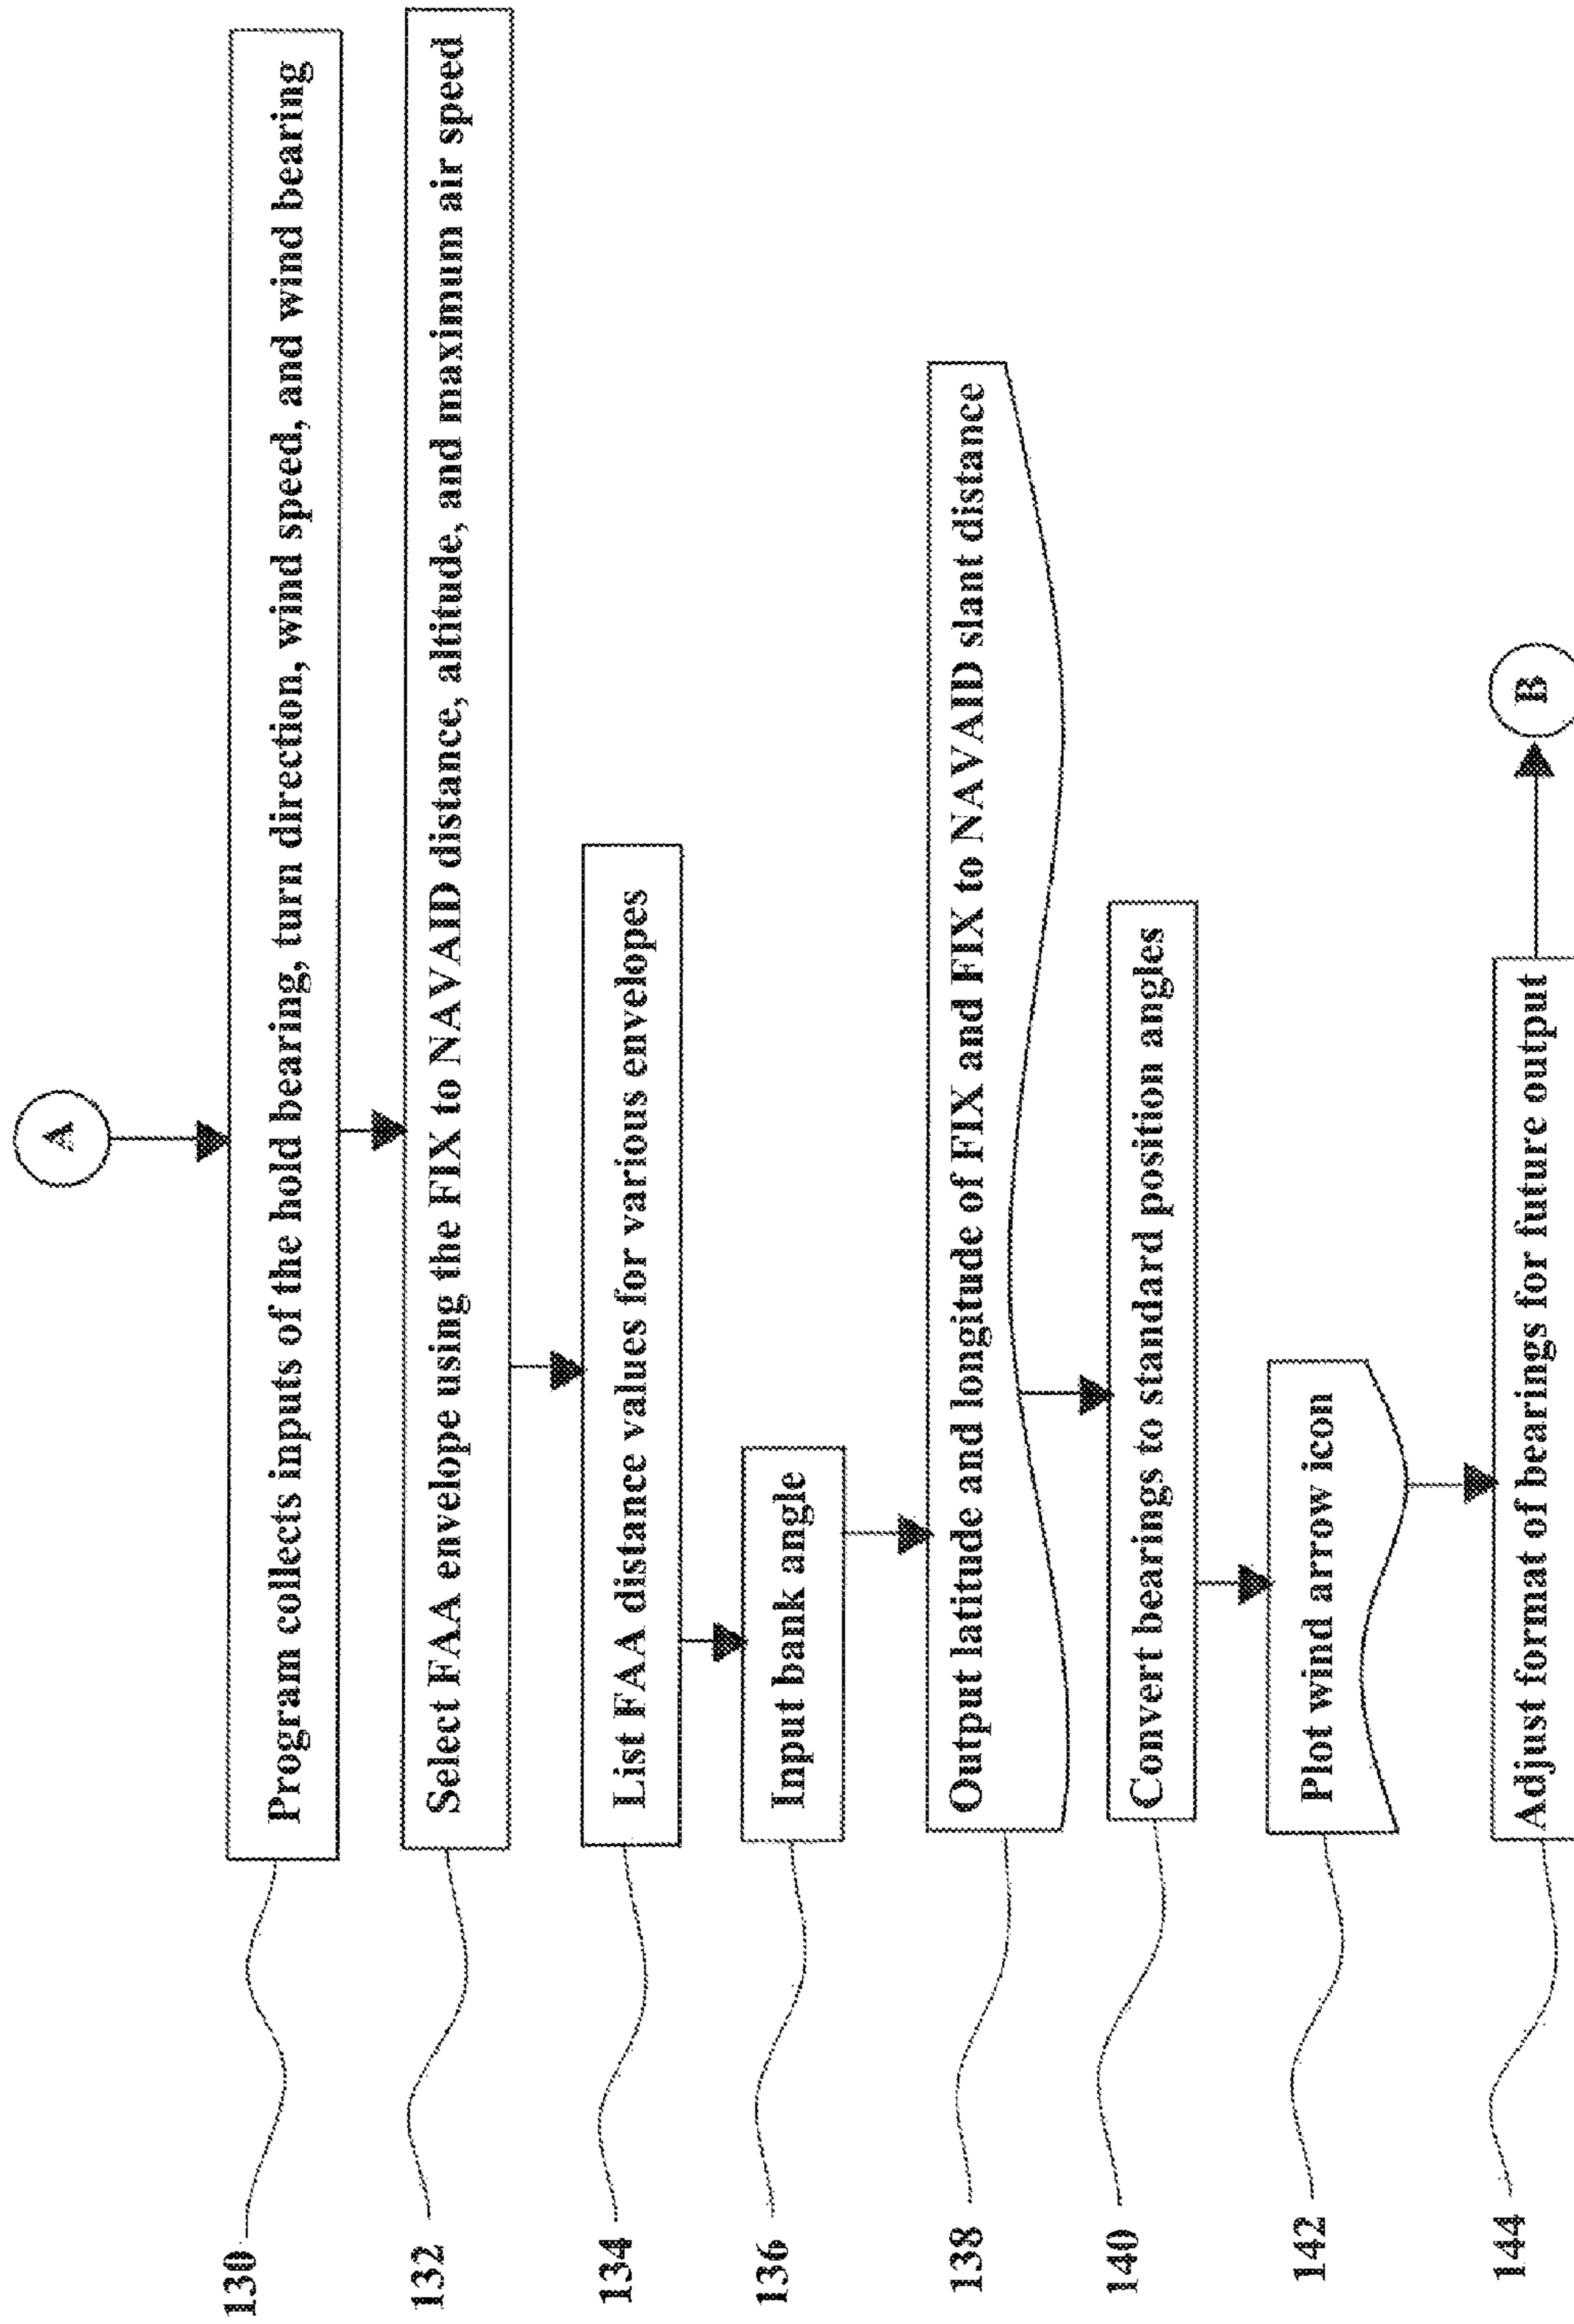 A
130 Program collects inputs of the hold bearing, turn direction, wind speed, and wind bearing
132 Select FAA envelope using the FIX to NAVAID distance, altitude, and maximum air speed
134 List FAA distance values for various envelopes
136 Input bank angle
138 Output latitude and longitude of FIX and FIX to NAVAID slant distance
140 Convert bearings to standard position angles
142 Plot wind arrow icon
144 Adjust format of bearings for future output
B